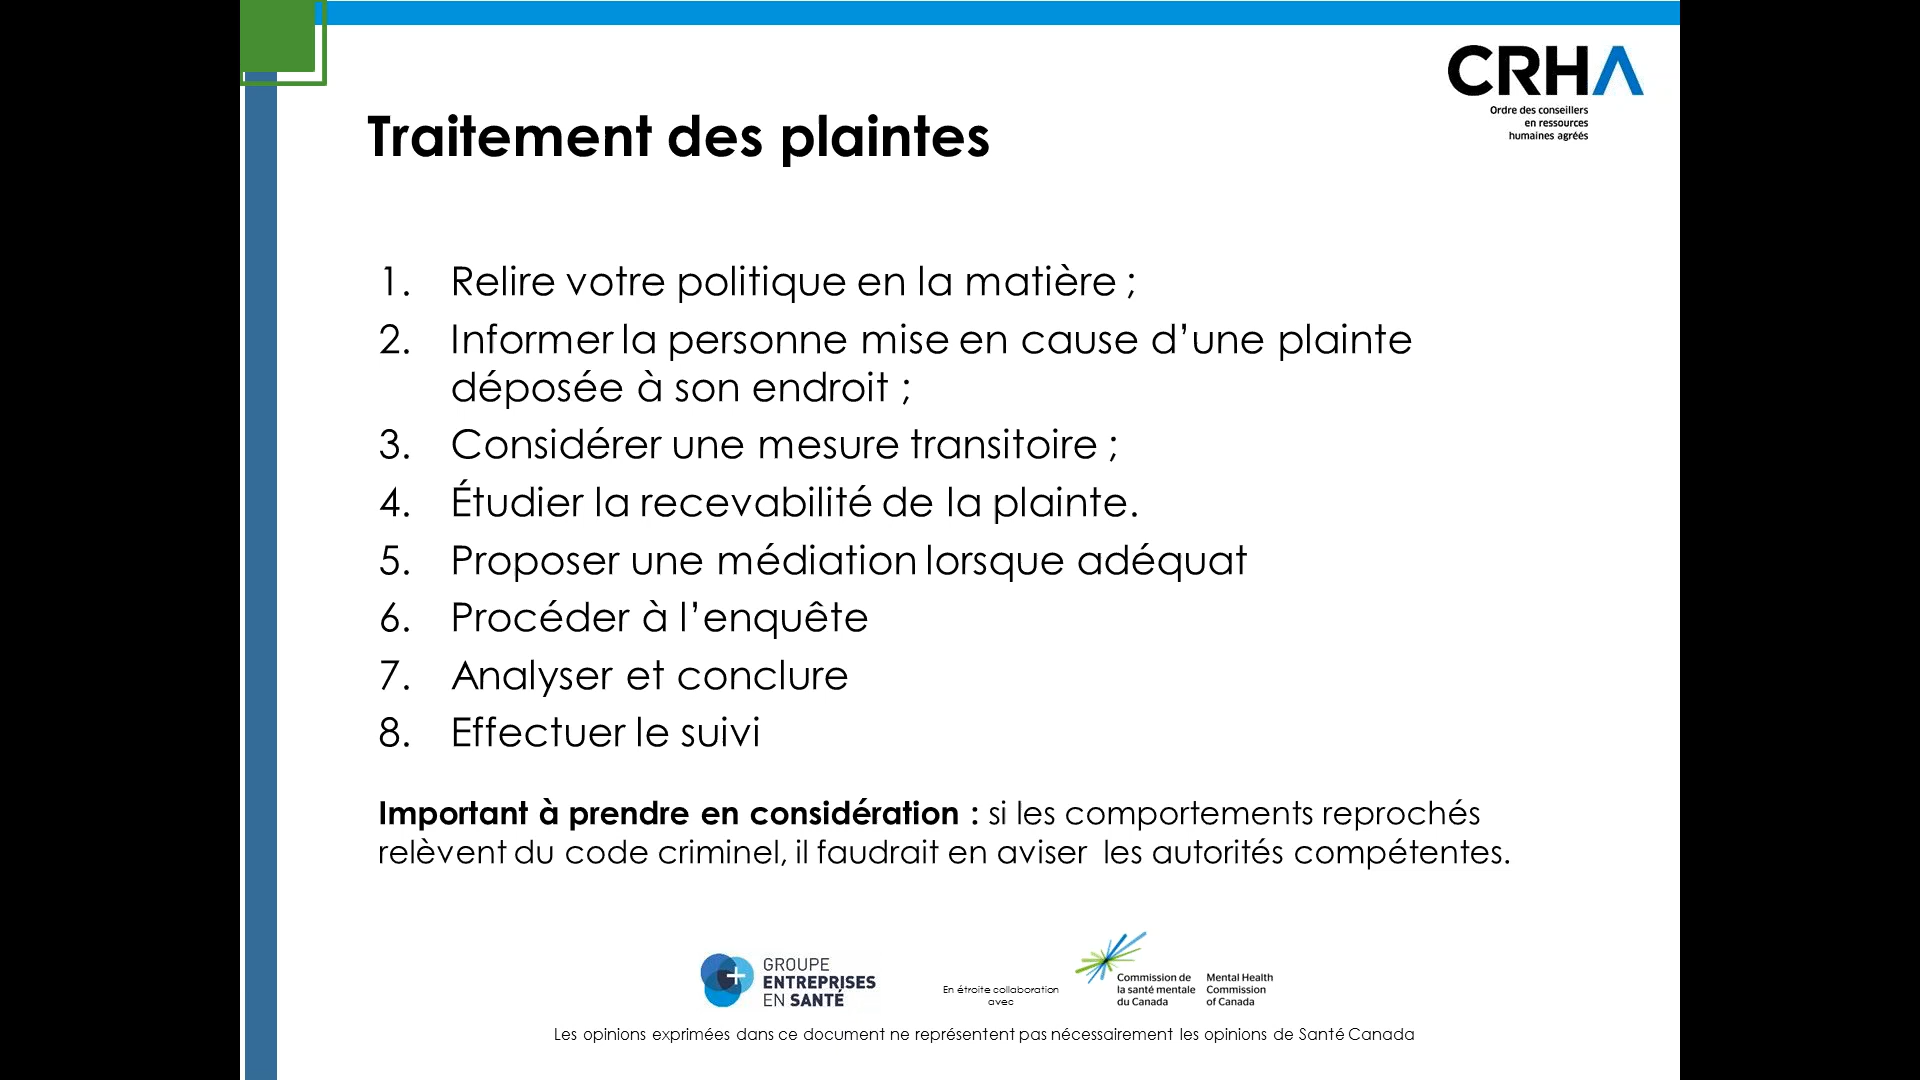 CRHA
Ordre des conseillers
en ressources
humaines agréés
Traitement des plaintes
1. Relire votre politique en la matière ;
2. Informer la personne mise en cause d’une plainte
déposée à son endroit ;
3. Considérer une mesure transitoire ;
4. Étudier la recevabilité de la plainte.
5. Proposer une médiation lorsque adéquat
6. Procéder à l’enquête
7. Analyser et conclure
8. Effectuer le suivi
Important à prendre en considération : si les comportements reprochés
relèvent du code criminel, il faudrait en aviser les autorités compétentes.
GROUPE
ENTREPRISES
EN SANTÉ
En étroite collaboration
avec
Commission de
la santé mentale
du Canada
Mental Health
Commission
of Canada
Les opinions exprimées dans ce document ne représentent pas nécessairement les opinions de Santé Canada